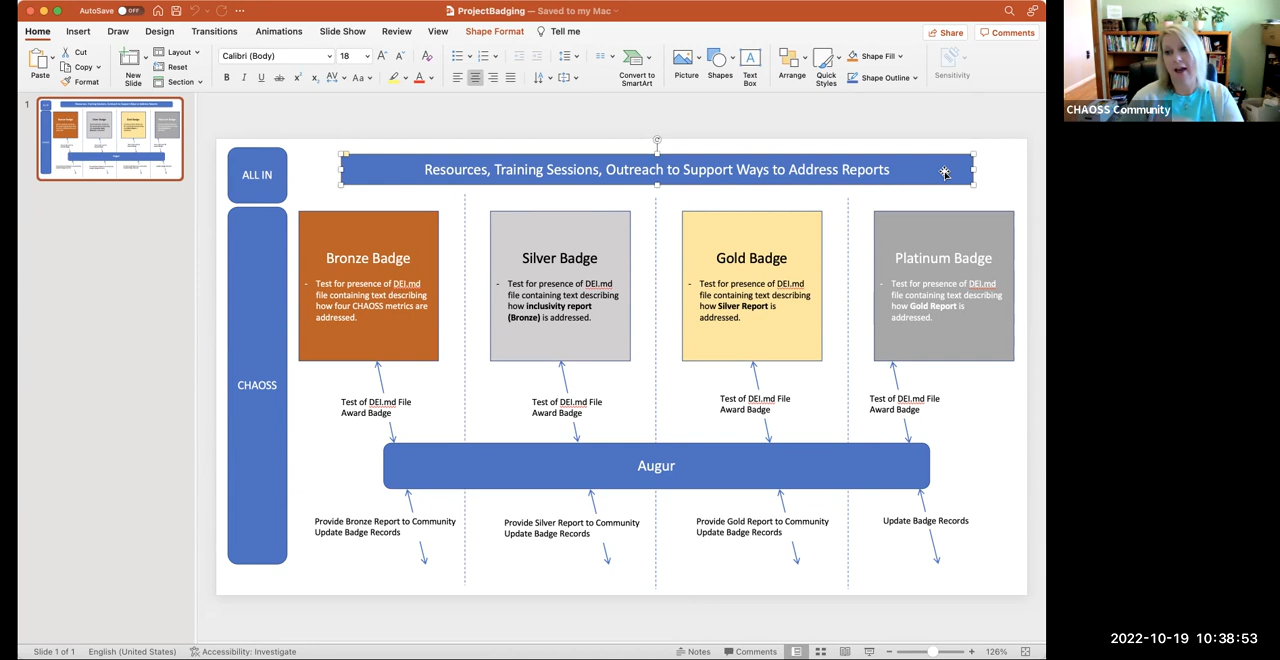 AutoSave OFF
ProjectBadging — Saved to my Mac
Home Insert Draw Design Transitions Animations Slide Show Review View Shape Format Tell me
Share Comments
Paste
Cut
Copy
Format
New Slide
Layout
Reset
Section
Calibri (Body) 18
Convert to SmartArt
Picture
Shapes
Text Box
Arrange
Quick Styles
Shape Fill
Shape Outline
Sensitivity
CHAOSS Community
1
ALL IN
Resources, Training Sessions, Outreach to Support Ways to Address Reports
CHAOSS
Bronze Badge
- Test for presence of DEI.md
file containing text describing
how four CHAOSS metrics are
addressed.
Silver Badge
- Test for presence of DEI.md
file containing text describing
how inclusivity report
(Bronze) is addressed.
Gold Badge
- Test for presence of DEI.md
file containing text describing
how Silver Report is
addressed.
Platinum Badge
- Test for presence of DEI.md
file containing text describing
how Gold Report is
addressed.
Test of DEI.md File
Award Badge
Test of DEI.md File
Award Badge
Test of DEI.md File
Award Badge
Test of DEI.md File
Award Badge
Augur
Provide Bronze Report to Community
Update Badge Records
Provide Silver Report to Community
Update Badge Records
Provide Gold Report to Community
Update Badge Records
Update Badge Records
Slide 1 of 1 English (United States) Accessibility: Investigate
Notes Comments 126%
2022-10-19 10:38:53